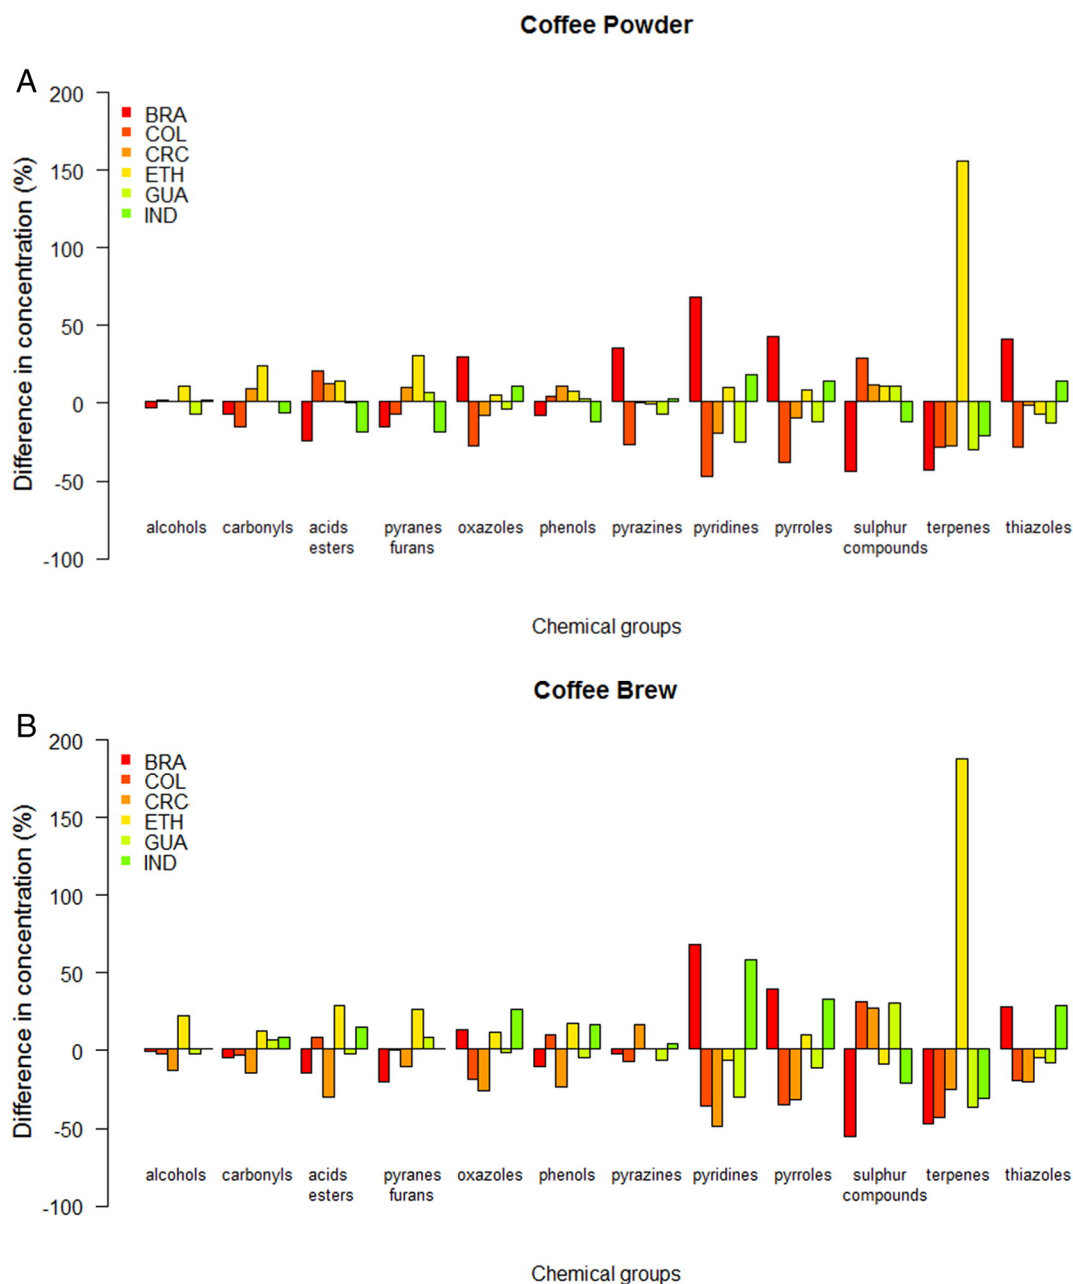 Coffee Powder
A
Difference in concentration (%)
200
150
100
50
0
-50
-100
BRA
COL
CRC
ETH
GUA
IND
alcohols carbonyls acids esters pyranes furans oxazoles phenols pyrazines pyridines pyrroles sulphur compounds terpenes thiazoles
Chemical groups
Coffee Brew
B
Difference in concentration (%)
200
150
100
50
0
-50
-100
BRA
COL
CRC
ETH
GUA
IND
alcohols carbonyls acids esters pyranes furans oxazoles phenols pyrazines pyridines pyrroles sulphur compounds terpenes thiazoles
Chemical groups